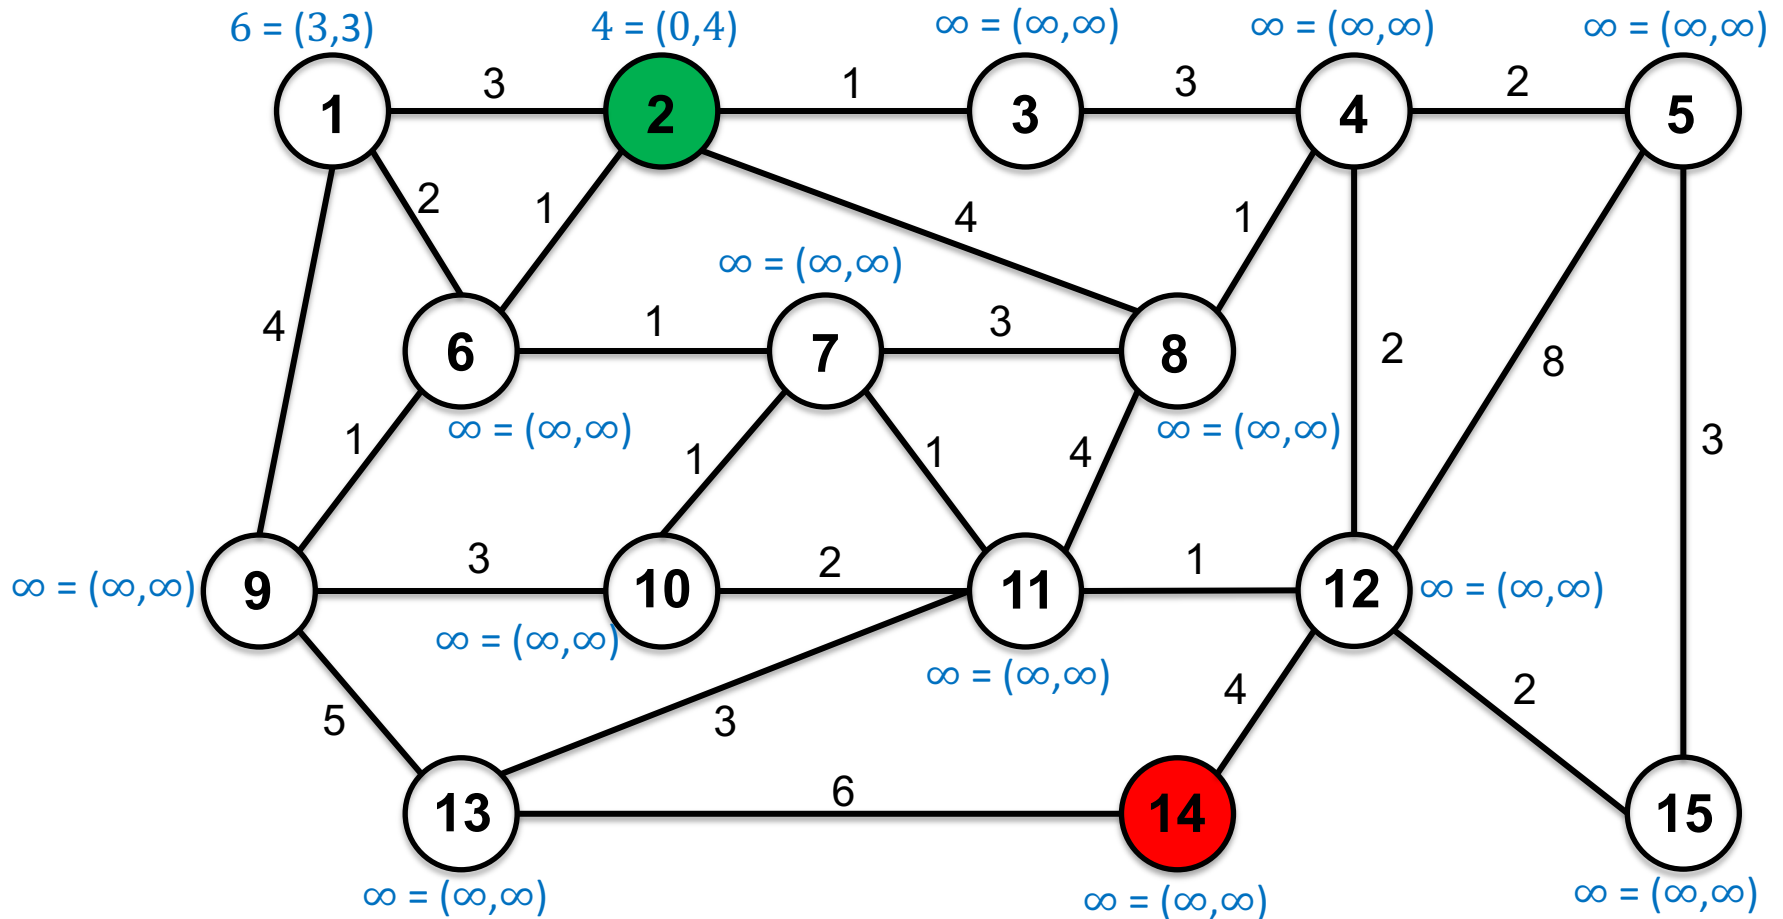 6 = (3,3)
4 = (0,4)
∞ = (∞,∞)
∞ = (∞,∞)
∞ = (∞,∞)
1
3
2
1
3
3
4
2
5
2
1
4
1
∞ = (∞,∞)
4
6
1
7
3
8
2
8
∞ = (∞,∞)
∞ = (∞,∞)
1
1
1
4
3
∞ = (∞,∞)
9
3
10
2
11
1
12
∞ = (∞,∞)
∞ = (∞,∞)
∞ = (∞,∞)
5
3
4
2
13
6
14
15
∞ = (∞,∞)
∞ = (∞,∞)
∞ = (∞,∞)